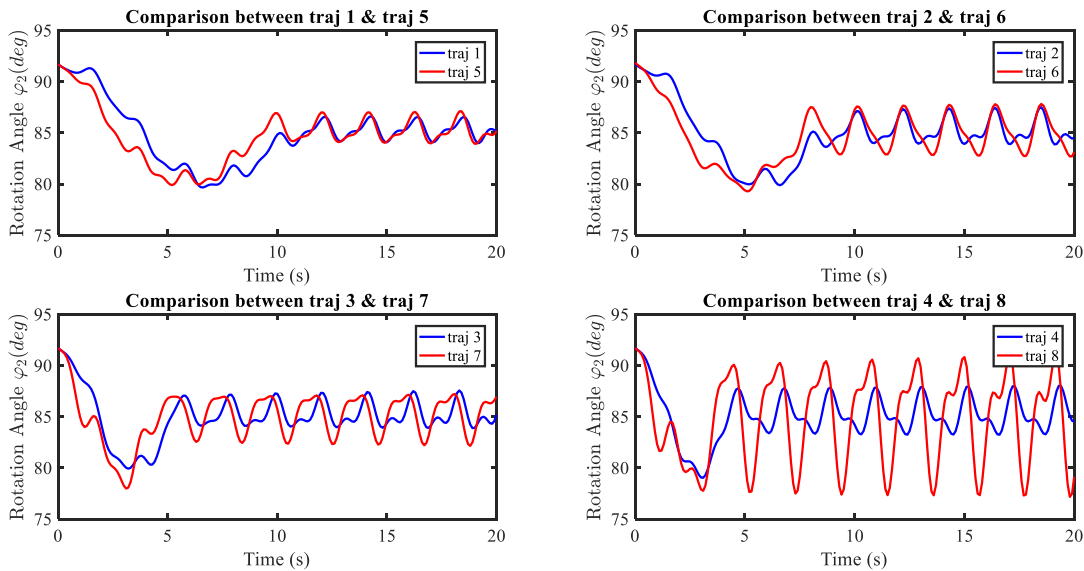 Comparison between traj 1 & traj 5
Rotation Angle φ₂(deg)
95
90
85
80
75
traj 1
traj 5
0 5 10 15 20
Time (s)
Comparison between traj 2 & traj 6
Rotation Angle φ₂(deg)
95
90
85
80
75
traj 2
traj 6
0 5 10 15 20
Time (s)
Comparison between traj 3 & traj 7
Rotation Angle φ₂(deg)
95
90
85
80
75
traj 3
traj 7
0 5 10 15 20
Time (s)
Comparison between traj 4 & traj 8
Rotation Angle φ₂(deg)
95
90
85
80
75
traj 4
traj 8
0 5 10 15 20
Time (s)